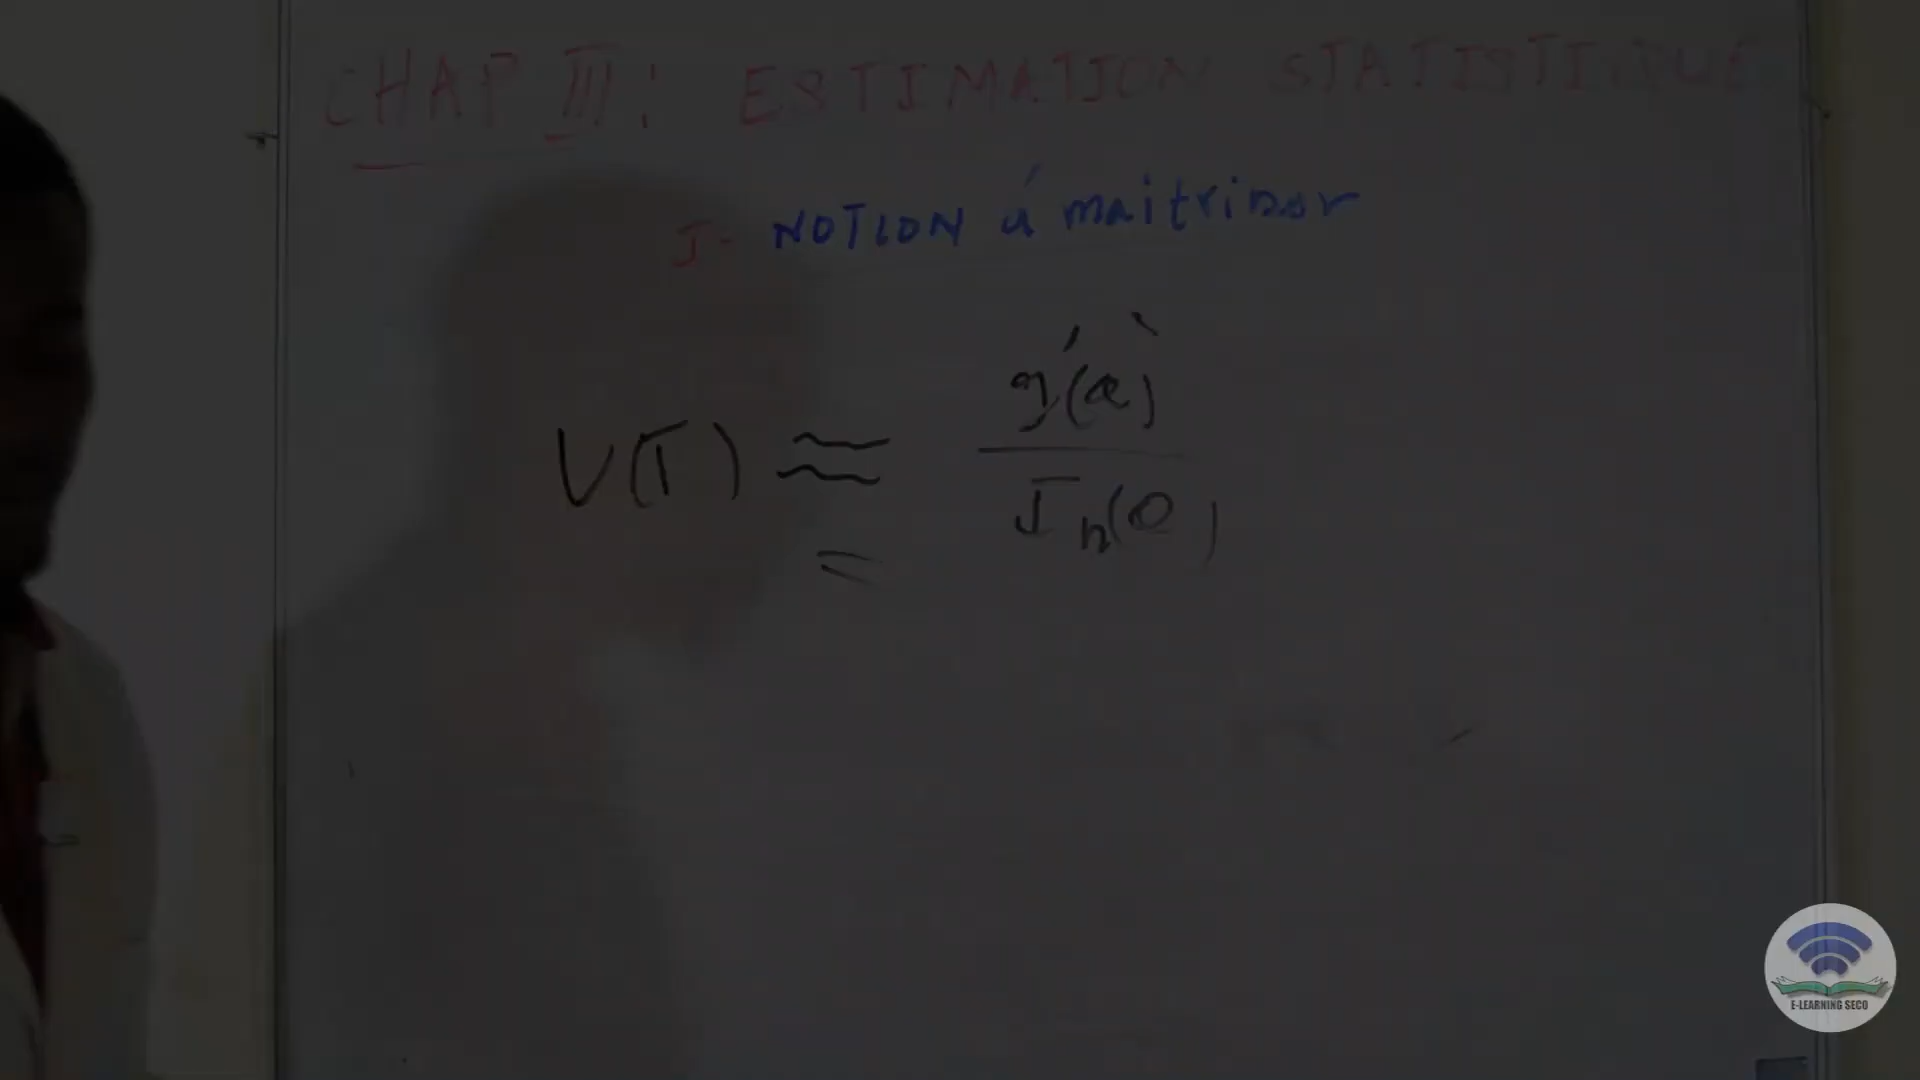 CHAP III : ESTIMATION STATISTIQUE
I- NOTION à maitriser
V(T) ≈ g'(θ) / In(θ)
=
E-LEARNING SECO